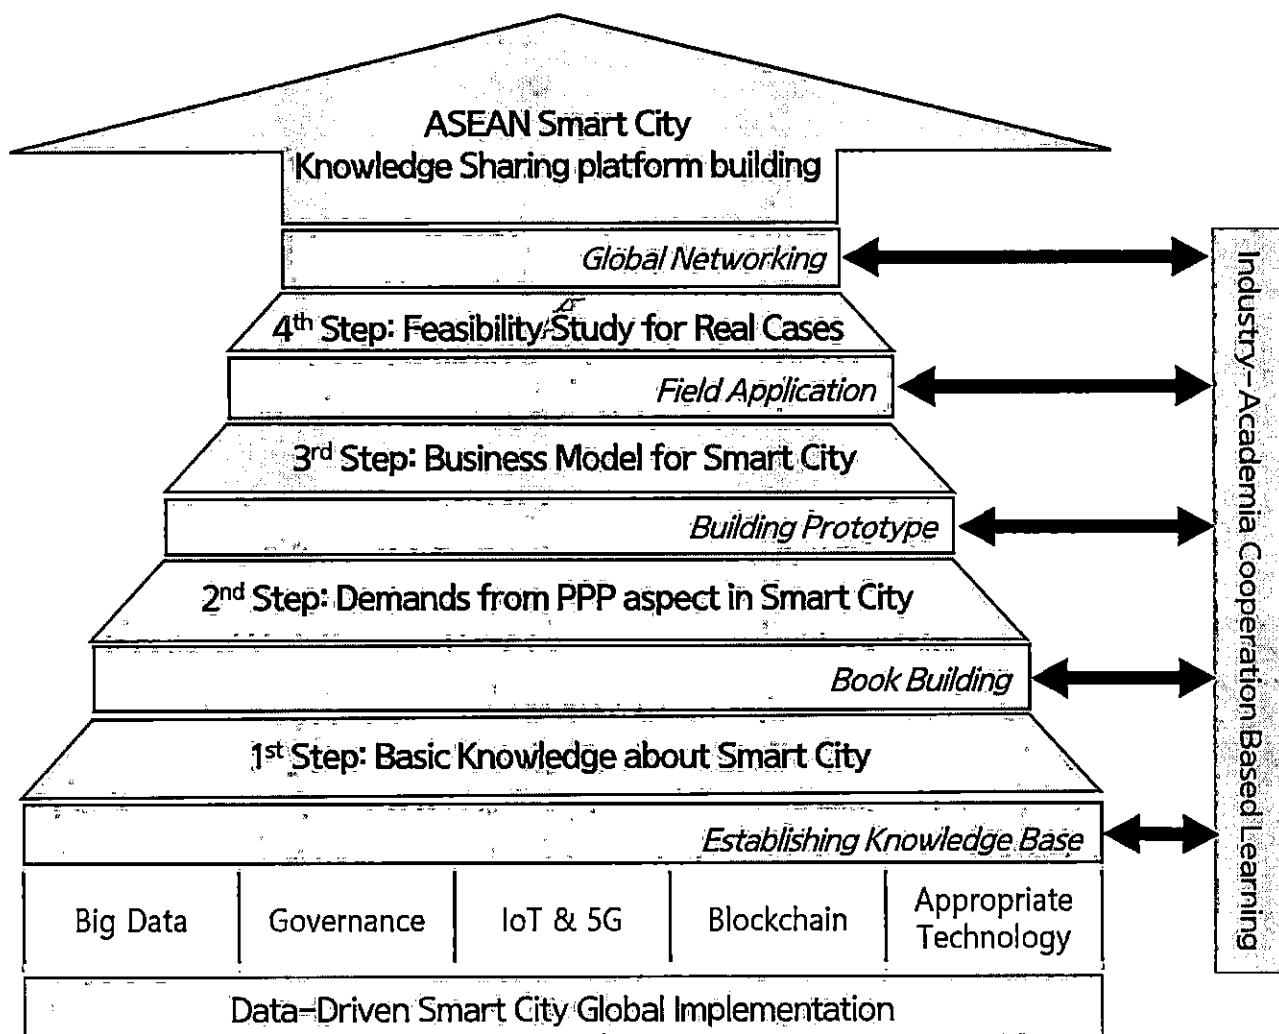 ASEAN Smart City
Knowledge Sharing platform building
Global Networking
4th Step: Feasibility Study for Real Cases
Field Application
3rd Step: Business Model for Smart City
Building Prototype
2nd Step: Demands from PPP aspect in Smart City
Book Building
1st Step: Basic Knowledge about Smart City
Establishing Knowledge Base
Big Data
Governance
IoT & 5G
Blockchain
Appropriate
Technology
Data-Driven Smart City Global Implementation
Industry-Academia Cooperation Based Learning